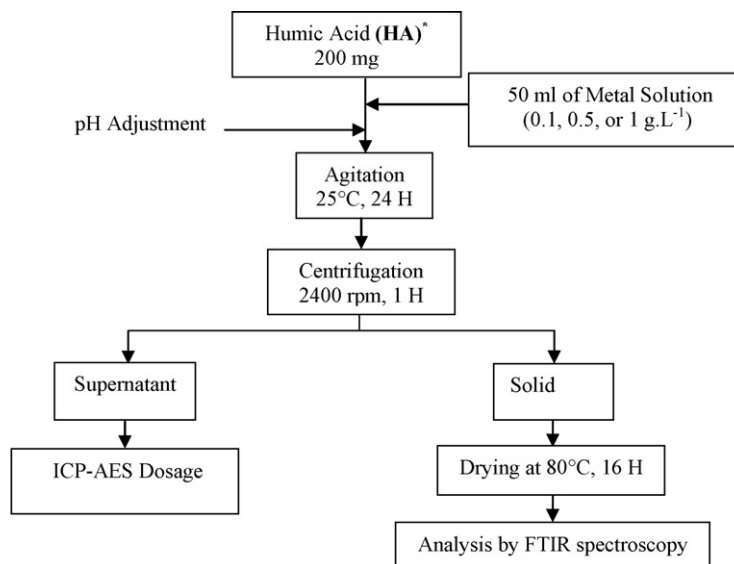 Humic Acid (HA)*
200 mg
50 ml of Metal Solution
(0.1, 0.5, or 1 g.L-1)
pH Adjustment
Agitation
25°C, 24 H
Centrifugation
2400 rpm, 1 H
Supernatant
Solid
ICP-AES Dosage
Drying at 80°C, 16 H
Analysis by FTIR spectroscopy